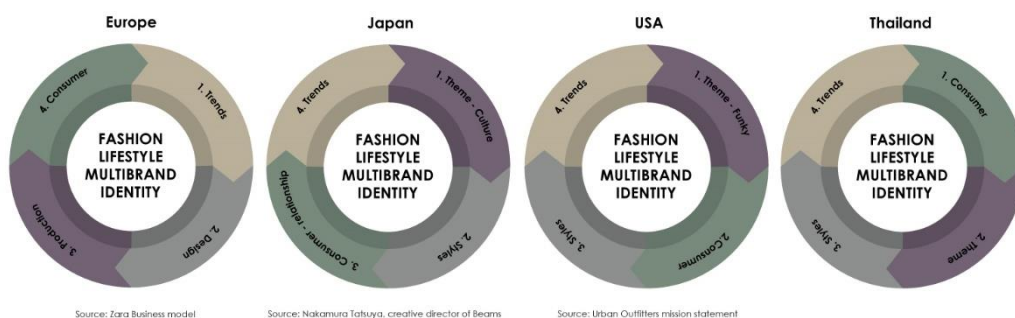 Europe
Japan
USA
Thailand
1. Trends
2. Design
3. Production
4. Consumer
FASHION
LIFESTYLE
MULTIBRAND
IDENTITY
1. Theme - Culture
2. Styles
3. Consumer - relationship
4. Trends
FASHION
LIFESTYLE
MULTIBRAND
IDENTITY
1. Theme - Funky
2.Consumer
3. Styles
4. Trends
FASHION
LIFESTYLE
MULTIBRAND
IDENTITY
1. Consumer
2. Theme
3. Styles
4. Trends
FASHION
LIFESTYLE
MULTIBRAND
IDENTITY
Source: Zara Business model
Source: Nakamura Tatsuya, creative director of Beams
Source: Urban Outfitters mission statement